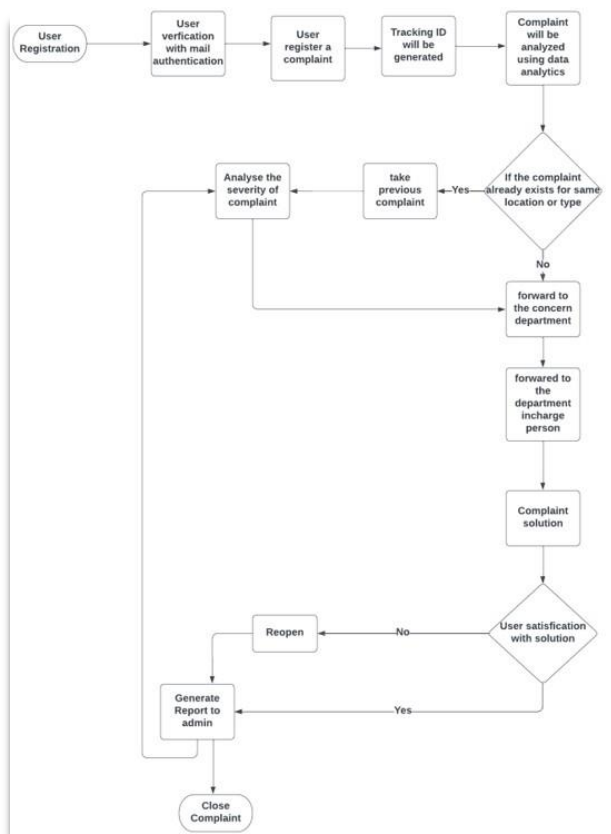 User
Registration
User
verfication
with mail
authentication
User
register a
complaint
Tracking ID
will be
generated
Complaint
will be
analyzed
using data
analytics
If the complaint
already exists for same
location or type
Yes
take
previous
complaint
Analyse the
severity of
complaint
No
forward to
the concern
department
forwared to
the
department
incharge
person
Complaint
solution
User satisfication
with solution
No
Reopen
Yes
Generate
Report to
admin
Close
Complaint